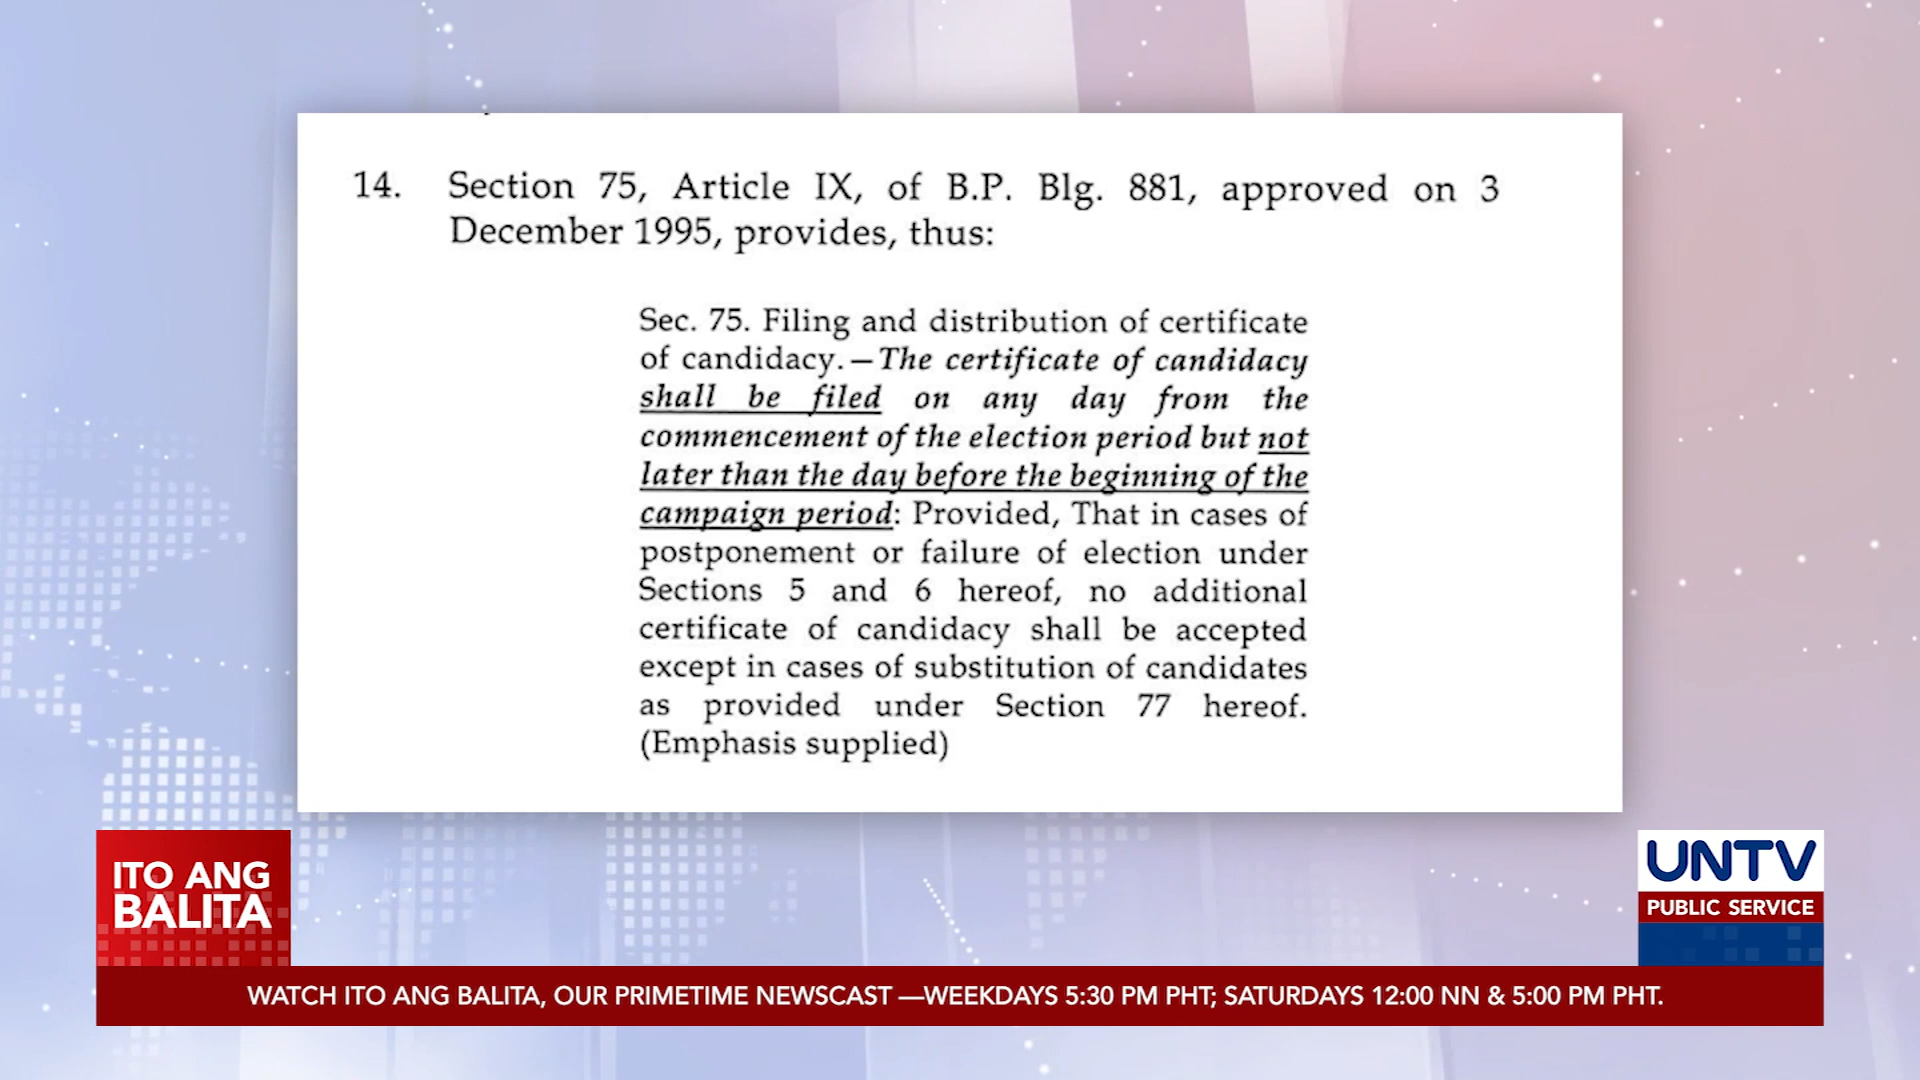 14. Section 75, Article IX, of B.P. Blg. 881, approved on 3
December 1995, provides, thus:
Sec. 75. Filing and distribution of certificate
of candidacy.—The certificate of candidacy
shall be filed on any day from the
commencement of the election period but not
later than the day before the beginning of the
campaign period: Provided, That in cases of
postponement or failure of election under
Sections 5 and 6 hereof, no additional
certificate of candidacy shall be accepted
except in cases of substitution of candidates
as provided under Section 77 hereof.
(Emphasis supplied)
ITO ANG
BALITA
UNTV
PUBLIC SERVICE
WATCH ITO ANG BALITA, OUR PRIMETIME NEWSCAST —WEEKDAYS 5:30 PM PHT; SATURDAYS 12:00 NN & 5:00 PM PHT.